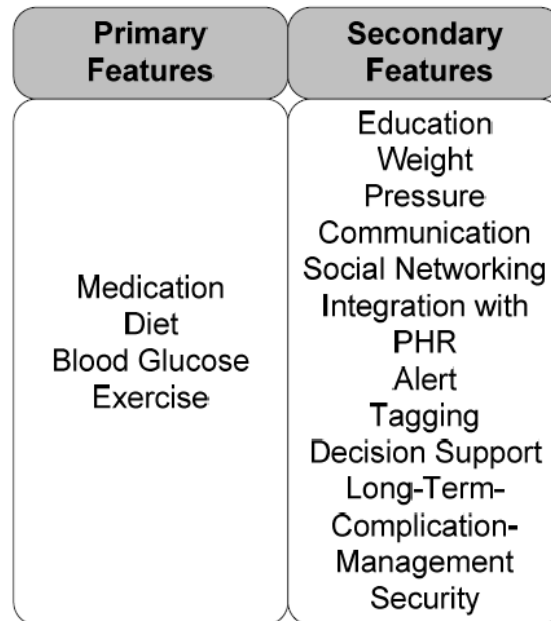 Primary
Features
Secondary
Features
Medication
Diet
Blood Glucose
Exercise
Education
Weight
Pressure
Communication
Social Networking
Integration with
PHR
Alert
Tagging
Decision Support
Long-Term-
Complication-
Management
Security